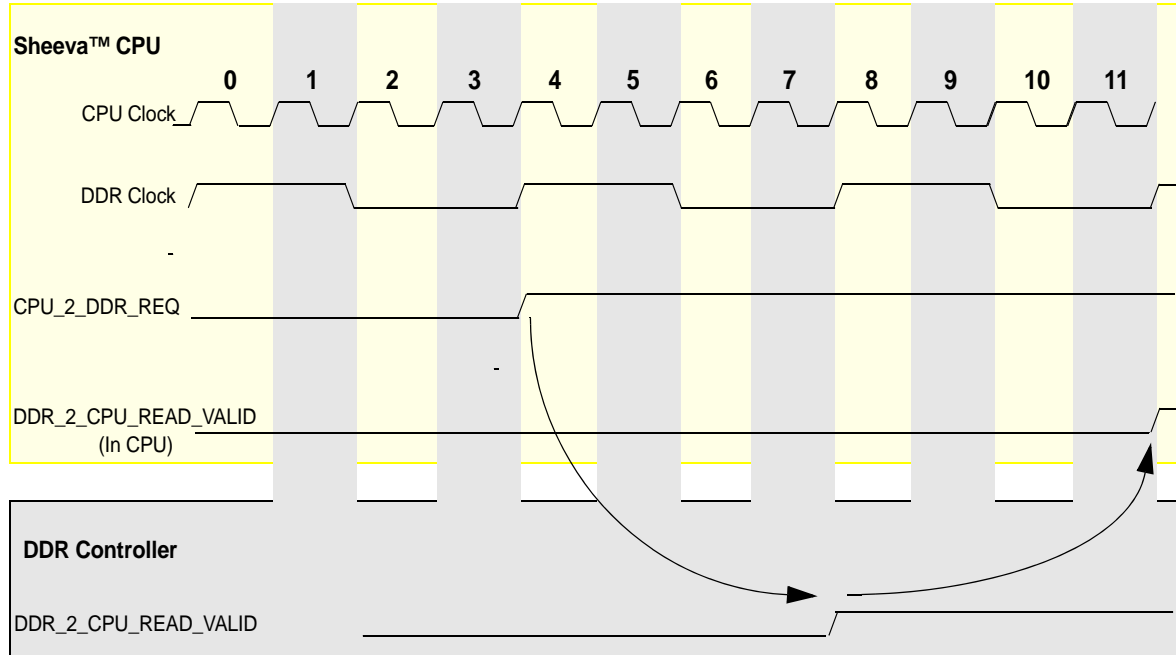 Sheeva™ CPU
0 1 2 3 4 5 6 7 8 9 10 11
CPU Clock
DDR Clock
-
CPU_2_DDR_REQ
-
DDR_2_CPU_READ_VALID
(In CPU)
DDR Controller
DDR_2_CPU_READ_VALID